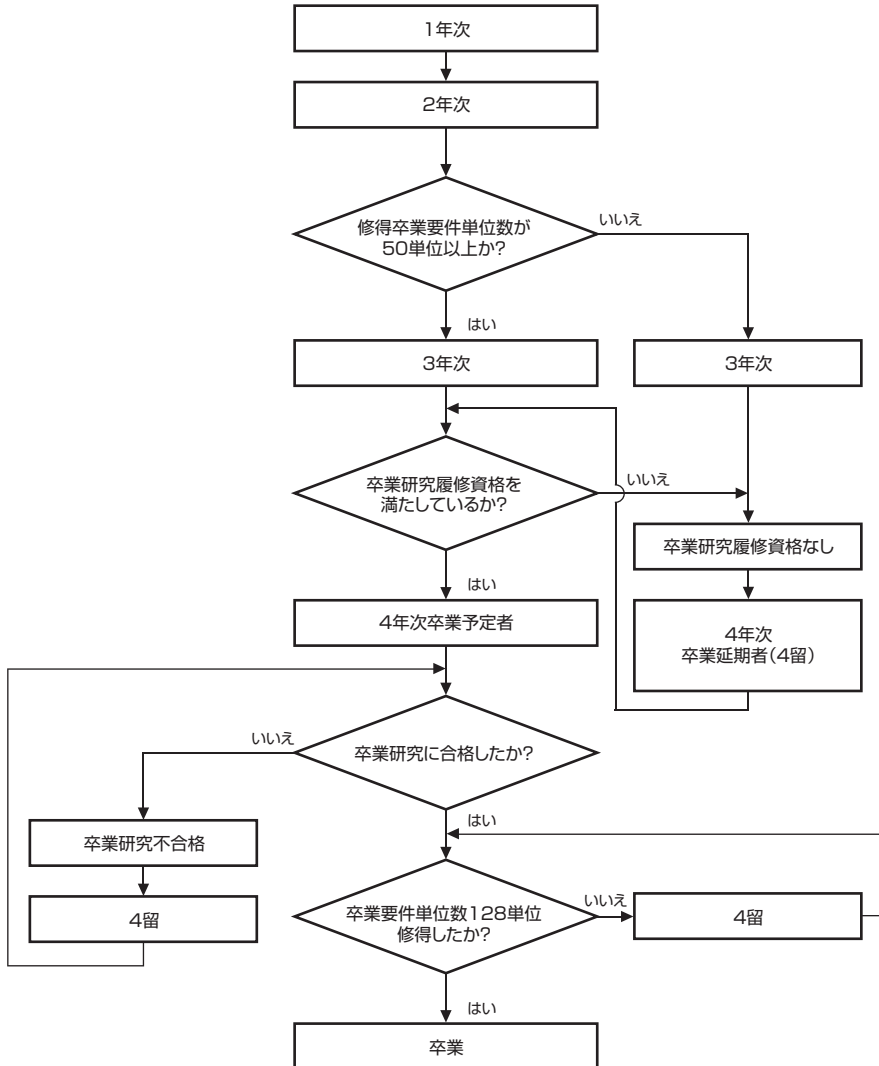 1年次
2年次
修得卒業要件単位数が
50単位以上か?
いいえ
はい
3年次
3年次
卒業研究履修資格を
満たしているか?
いいえ
卒業研究履修資格なし
はい
4年次卒業予定者
4年次
卒業延期者(4留)
卒業研究に合格したか?
いいえ
はい
卒業研究不合格
4留
卒業要件単位数128単位
修得したか?
いいえ
4留
はい
卒業